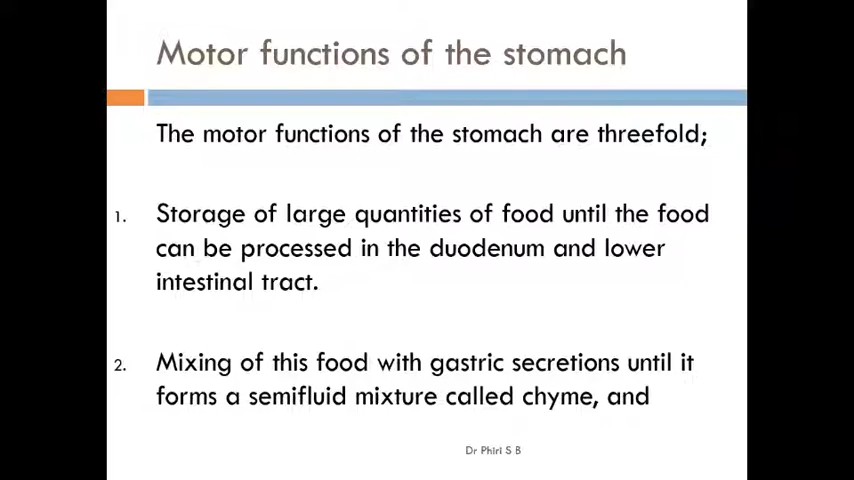 Motor functions of the stomach
The motor functions of the stomach are threefold;
1. Storage of large quantities of food until the food
can be processed in the duodenum and lower
intestinal tract.
2. Mixing of this food with gastric secretions until it
forms a semifluid mixture called chyme, and
Dr Phiri S B